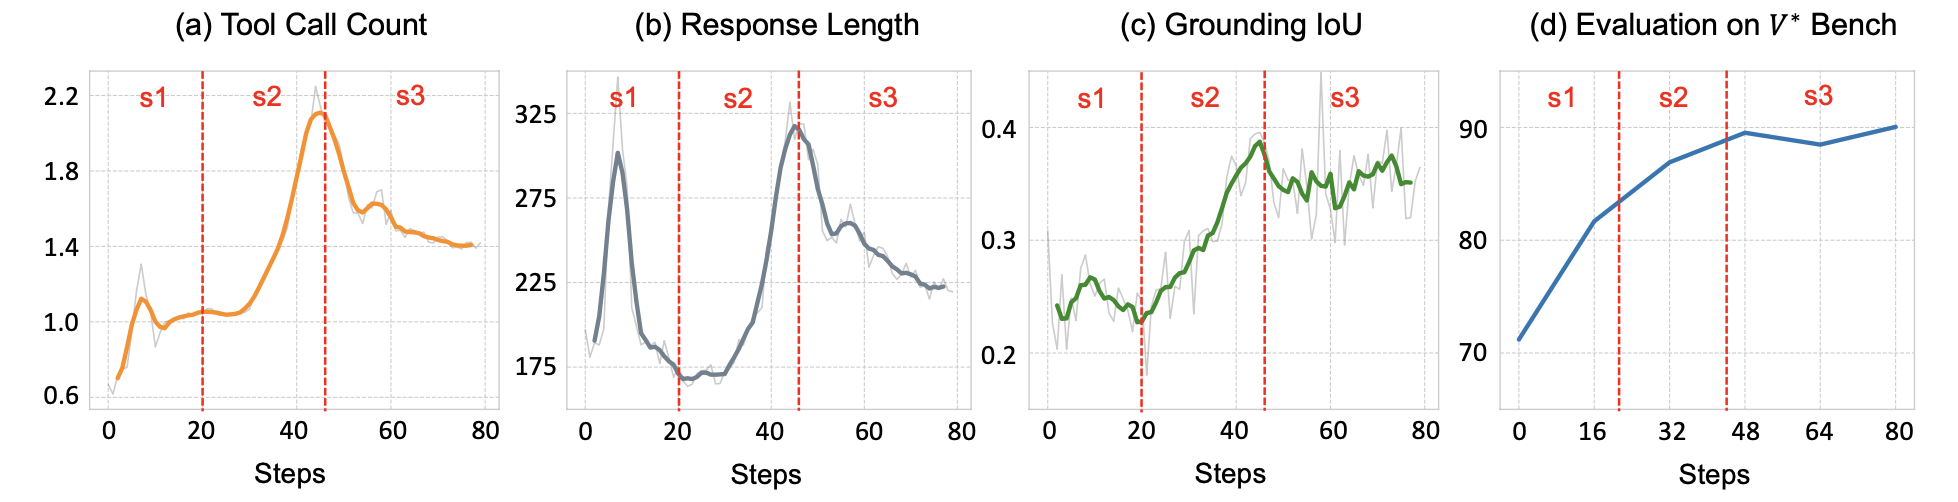 (a) Tool Call Count
2.2
1.8
1.4
1.0
0.6
s1
s2
s3
0 20 40 60 80
Steps
(b) Response Length
325
275
225
175
s1
s2
s3
0 20 40 60 80
Steps
(c) Grounding IoU
0.4
0.3
0.2
s1
s2
s3
0 20 40 60 80
Steps
(d) Evaluation on V* Bench
90
80
70
s1
s2
s3
0 16 32 48 64 80
Steps